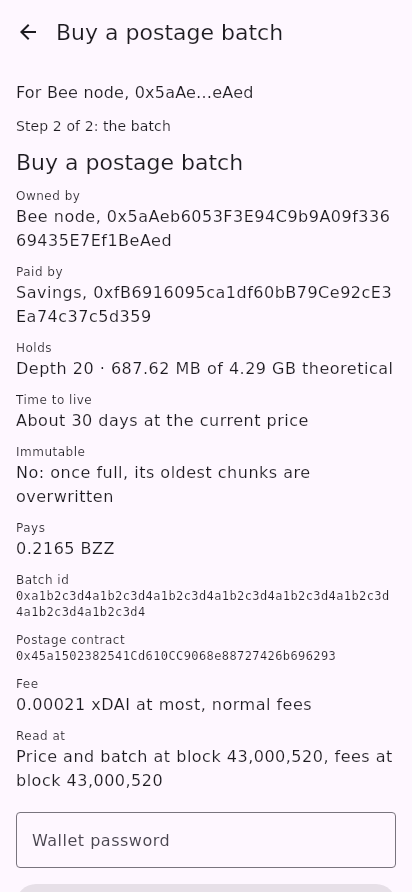 Buy a postage batch
For Bee node, 0x5aAe...eAed
Step 2 of 2: the batch
Buy a postage batch
Owned by
Bee node, 0x5aAeb6053F3E94C9b9A09f336
69435E7Ef1BeAed
Paid by
Savings, 0xfB6916095ca1df60bB79Ce92cE3
Ea74c37c5d359
Holds
Depth 20 · 687.62 MB of 4.29 GB theoretical
Time to live
About 30 days at the current price
Immutable
No: once full, its oldest chunks are
overwritten
Pays
0.2165 BZZ
Batch id
0xa1b2c3d4a1b2c3d4a1b2c3d4a1b2c3d4a1b2c3d4a1b2c3d
4a1b2c3d4a1b2c3d4
Postage contract
0x45a1502382541Cd610CC9068e88727426b696293
Fee
0.00021 xDAI at most, normal fees
Read at
Price and batch at block 43,000,520, fees at
block 43,000,520
Wallet password